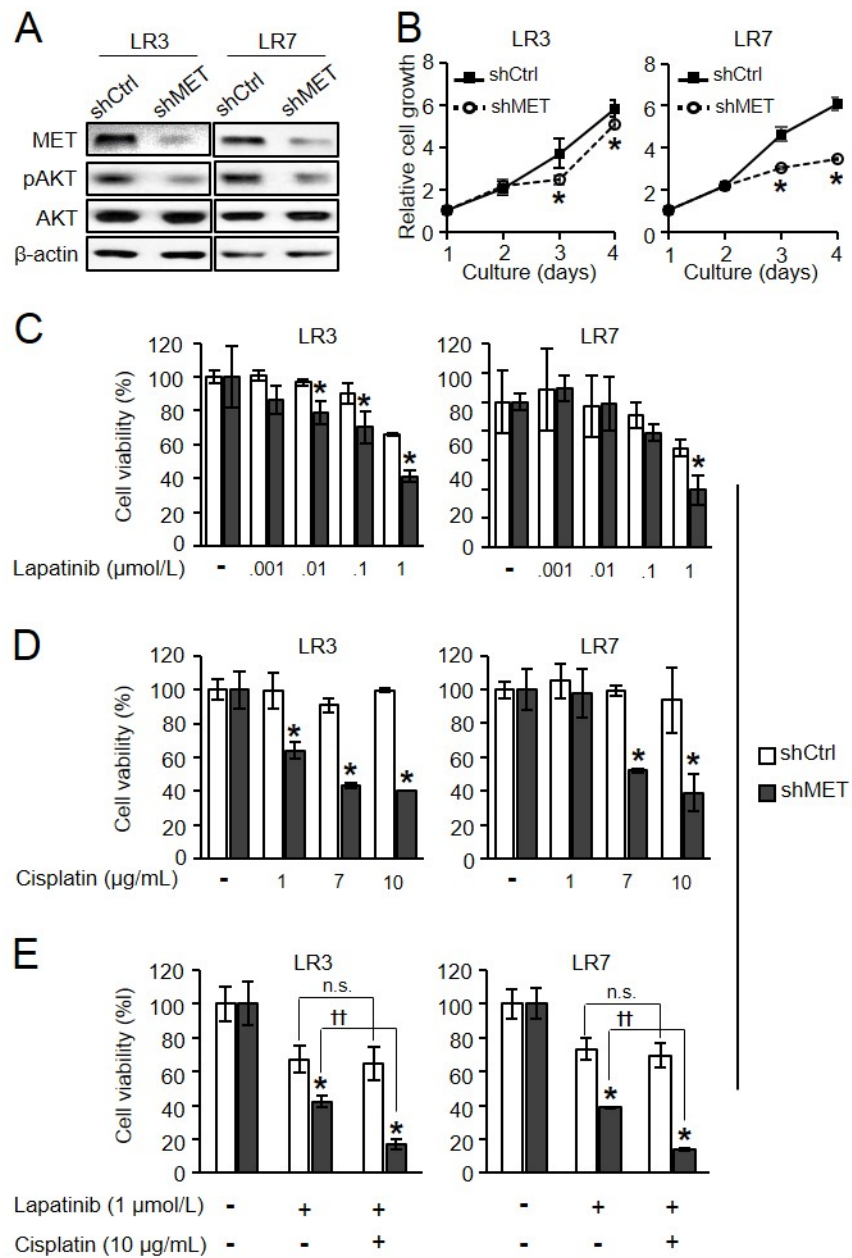 A
LR3 LR7
shCtrl shMET shCtrl shMET
MET
pAKT
AKT
β-actin
B
LR3 LR7
Relative cell growth
8 8
6 6
4 4
2 2
0 0
shCtrl shCtrl
shMET shMET
* * * *
1 2 3 4 1 2 3 4
Culture (days) Culture (days)
C
LR3 LR7
Cell viability (%)
120 120
100 100
80 80
60 60
40 40
20 20
0 0
* * * *
Lapatinib (µmol/L) - .001 .01 .1 1 - .001 .01 .1 1
D
LR3 LR7
Cell vability (%)
120 120
100 100
80 80
60 60
40 40
20 20
0 0
* * * * *
Cisplatin (µg/mL) - 1 7 10 - 1 7 10
shCtrl
shMET
E
LR3 LR7
Cell viability (%l
120 120
100 100
80 80
60 60
40 40
20 20
0 0
n.s. n.s.
†† ††
* * * *
Lapatinib (1 µmol/L) - + + - + +
Cisplatin (10 µg/mL) - - + - - +